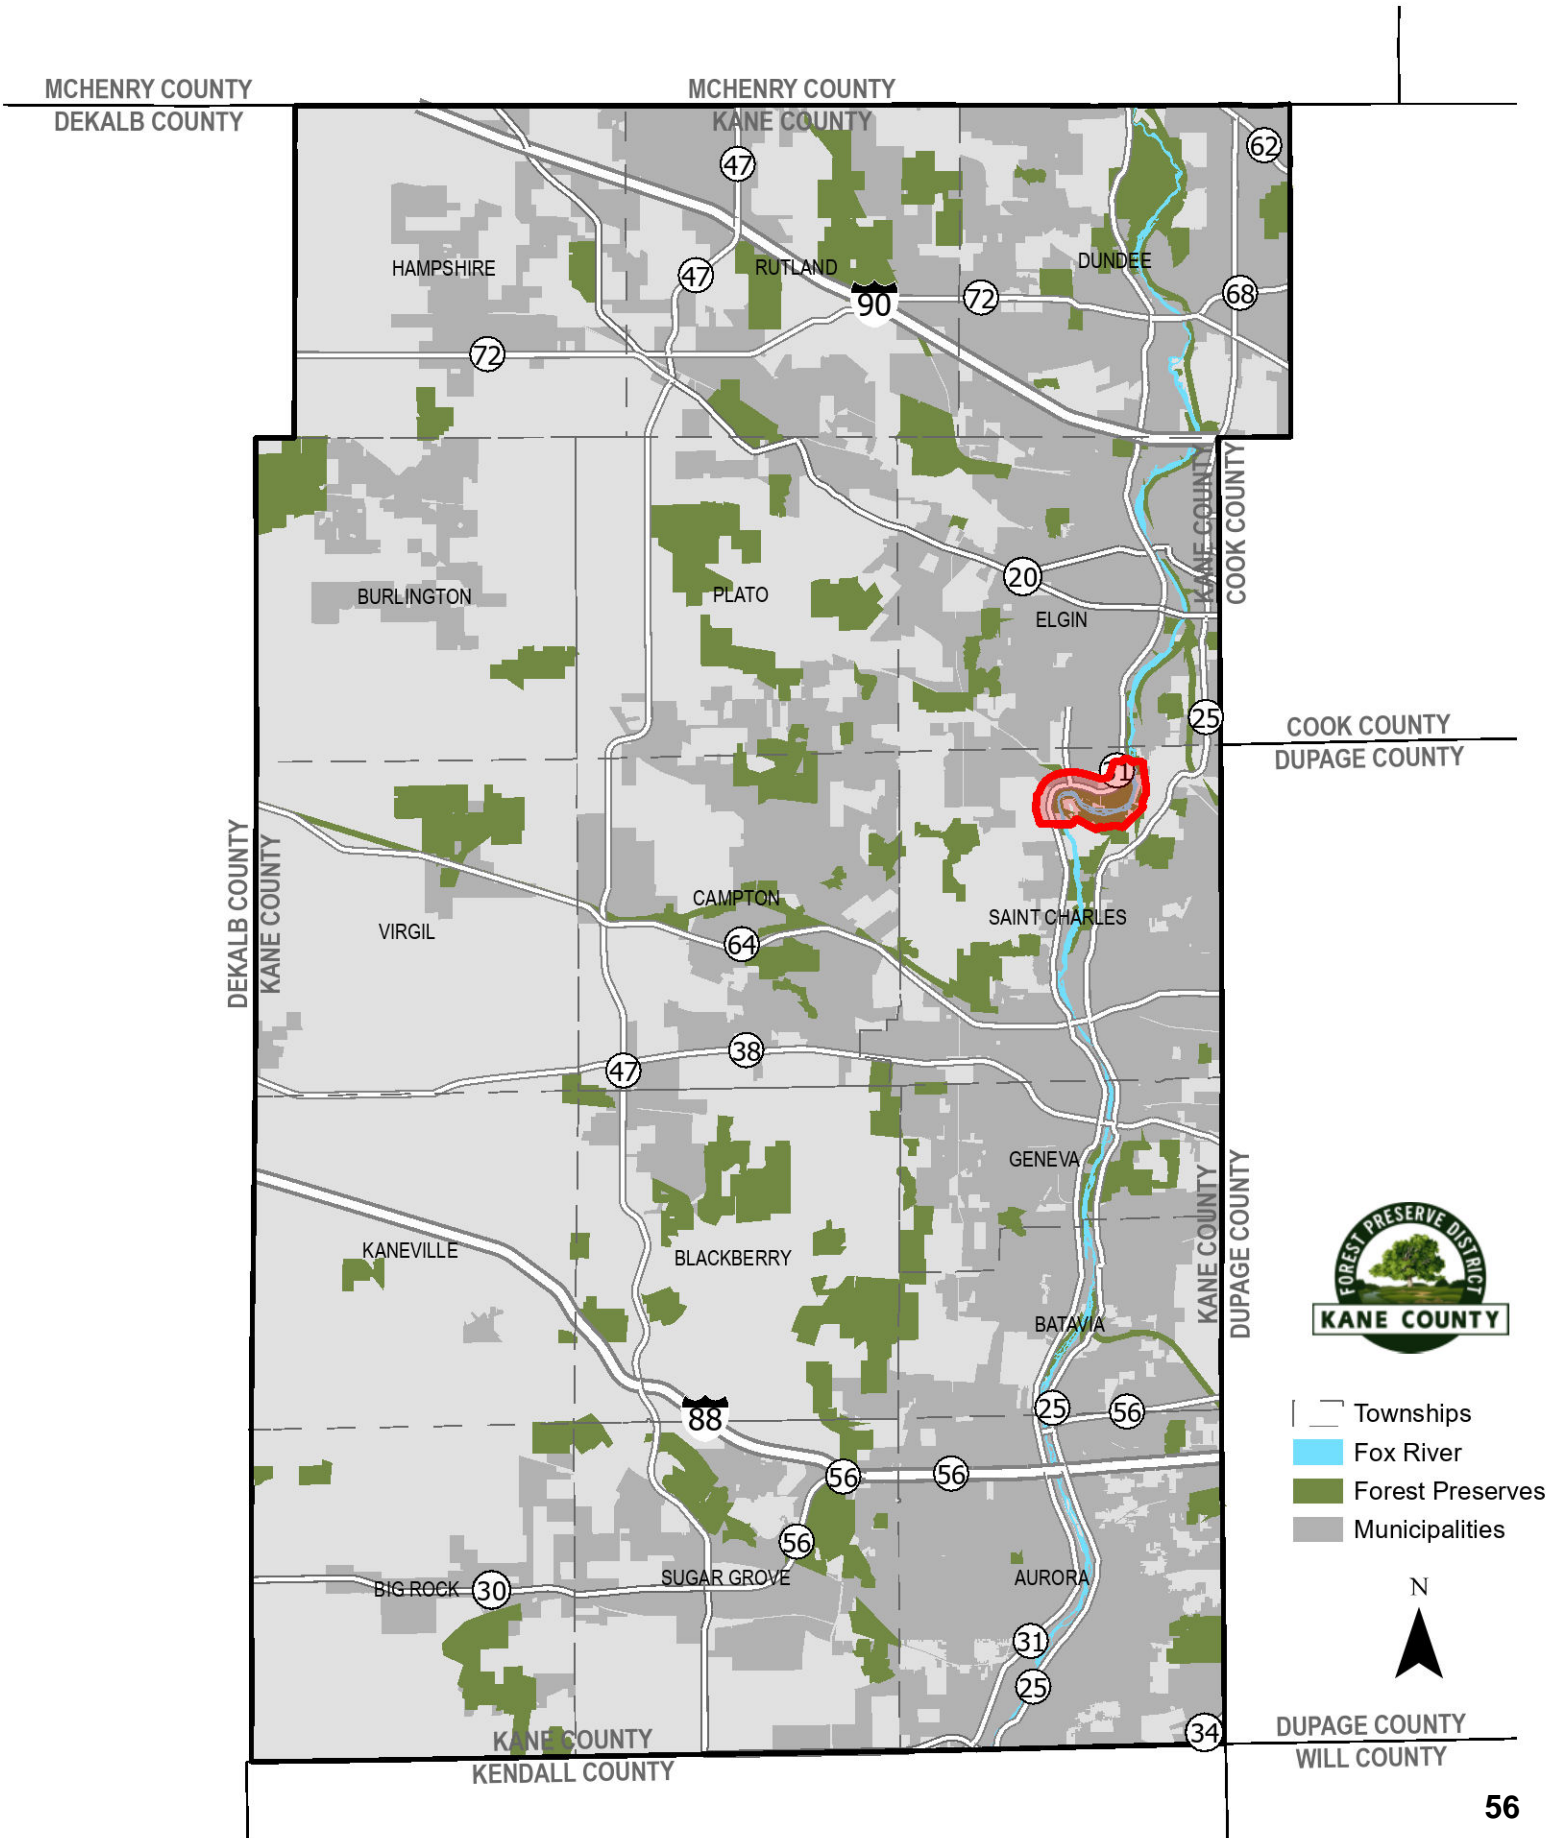 MCHENRY COUNTY
DEKALB COUNTY
MCHENRY COUNTY
KANE COUNTY
62
47
HAMPSHIRE
47
RUTLAND
DUNDEE
90
72
68
72
KANE COUNTY
COOK COUNTY
20
BURLINGTON
PLATO
ELGIN
25
COOK COUNTY
DUPAGE COUNTY
DEKALB COUNTY
KANE COUNTY
CAMPTON
SAINT CHARLES
VIRGIL
64
38
47
GENEVA
KANE COUNTY
DUPAGE COUNTY
KANEVILLE
BLACKBERRY
BATAVIA
FOREST PRESERVE DISTRICT
KANE COUNTY
88
25
56
Townships
56
56
Fox River
Forest Preserves
56
Municipalities
BIG ROCK
30
SUGAR GROVE
AURORA
N
31
25
34
DUPAGE COUNTY
WILL COUNTY
KANE COUNTY
KENDALL COUNTY
56